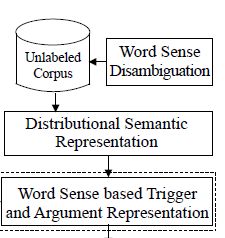 Unlabeled
Corpus
Word Sense
Disambiguation
Distributional Semantic
Representation
Word Sense based Trigger
and Argument Representation